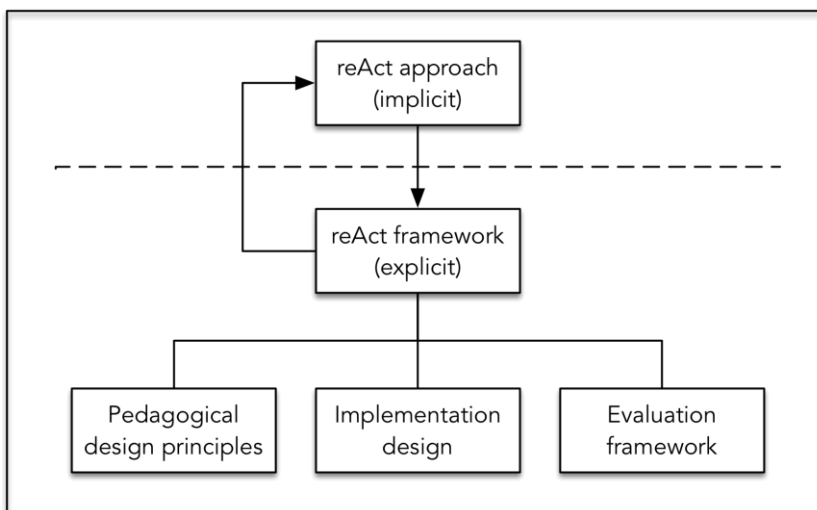 reAct approach
(implicit)
reAct framework
(explicit)
Pedagogical
design principles
Implementation
design
Evaluation
framework